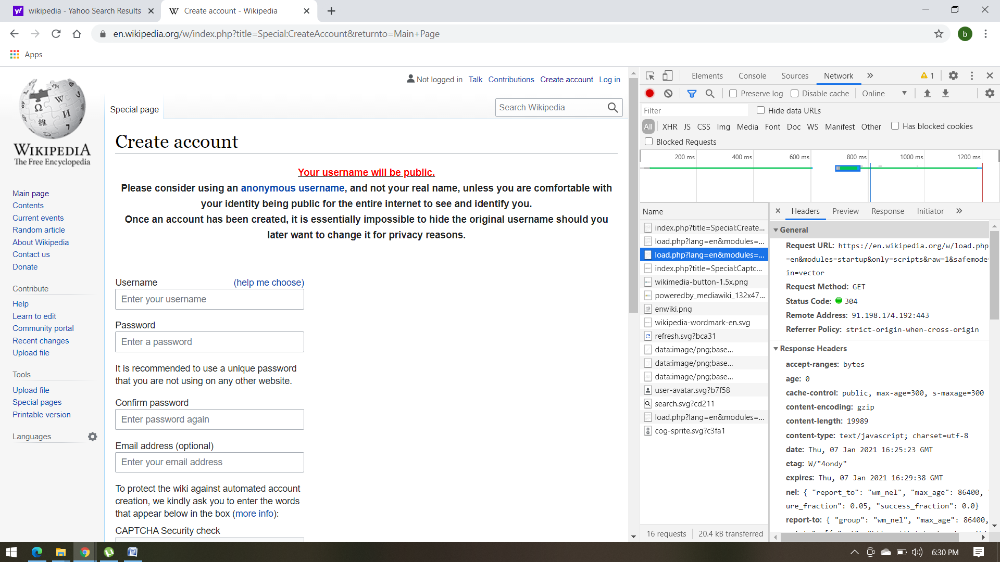 wikipedia - Yahoo Search Results
Create account - Wikipedia
en.wikipedia.org/w/index.php?title=Special:CreateAccount&returnto=Main+Page
b
Apps
Not logged in Talk Contributions Create account Log in
Special page
Search Wikipedia
WIKIPEDIA
The Free Encyclopedia
Main page
Contents
Current events
Random article
About Wikipedia
Contact us
Donate
Contribute
Help
Learn to edit
Community portal
Recent changes
Upload file
Tools
Upload file
Special pages
Printable version
Languages
Create account
Your username will be public.
Please consider using an anonymous username, and not your real name, unless you are comfortable with
your identity being public for the entire internet to see and identify you.
Once an account has been created, it is essentially impossible to hide the original username should you
later want to change it for privacy reasons.
Username (help me choose)
Enter your username
Password
Enter a password
It is recommended to use a unique password
that you are not using on any other website.
Confirm password
Enter password again
Email address (optional)
Enter your email address
To protect the wiki against automated account
creation, we kindly ask you to enter the words
that appear below in the box (more info):
CAPTCHA Security check
Elements Console Sources Network 1
Preserve log Disable cache Online
Filter Hide data URLs
All XHR JS CSS Img Media Font Doc WS Manifest Other Has blocked cookies
Blocked Requests
200 ms 400 ms 600 ms 800 ms 1000 ms 1200 ms
Name
index.php?title=Special:Create...
load.php?lang=en&modules=...
load.php?lang=en&modules=...
index.php?title=Special:Captc...
wikimedia-button-1.5x.png
poweredby_mediawiki_132x47...
enwiki.png
wikipedia-wordmark-en.svg
refresh.svg?bca31
data:image/png;base...
data:image/png;base...
data:image/png;base...
user-avatar.svg?b7f58
search.svg?cd211
load.php?lang=en&modules=...
cog-sprite.svg?c3fa1
16 requests 20.4 kB transferred
Headers Preview Response Initiator
General
Request URL: https://en.wikipedia.org/w/load.php
=en&modules=startup&only=scripts&raw=1&safemode=
in=vector
Request Method: GET
Status Code: 304
Remote Address: 91.198.174.192:443
Referrer Policy: strict-origin-when-cross-origin
Response Headers
accept-ranges: bytes
age: 0
cache-control: public, max-age=300, s-maxage=300
content-encoding: gzip
content-length: 19989
content-type: text/javascript; charset=utf-8
date: Thu, 07 Jan 2021 16:25:23 GMT
etag: W/"4ondy"
expires: Thu, 07 Jan 2021 16:29:38 GMT
nel: { "report_to": "wm_nel", "max_age": 86400,
ure_fraction": 0.05, "success_fraction": 0.0}
report-to: { "group": "wm_nel", "max_age": 86400,
6:30 PM